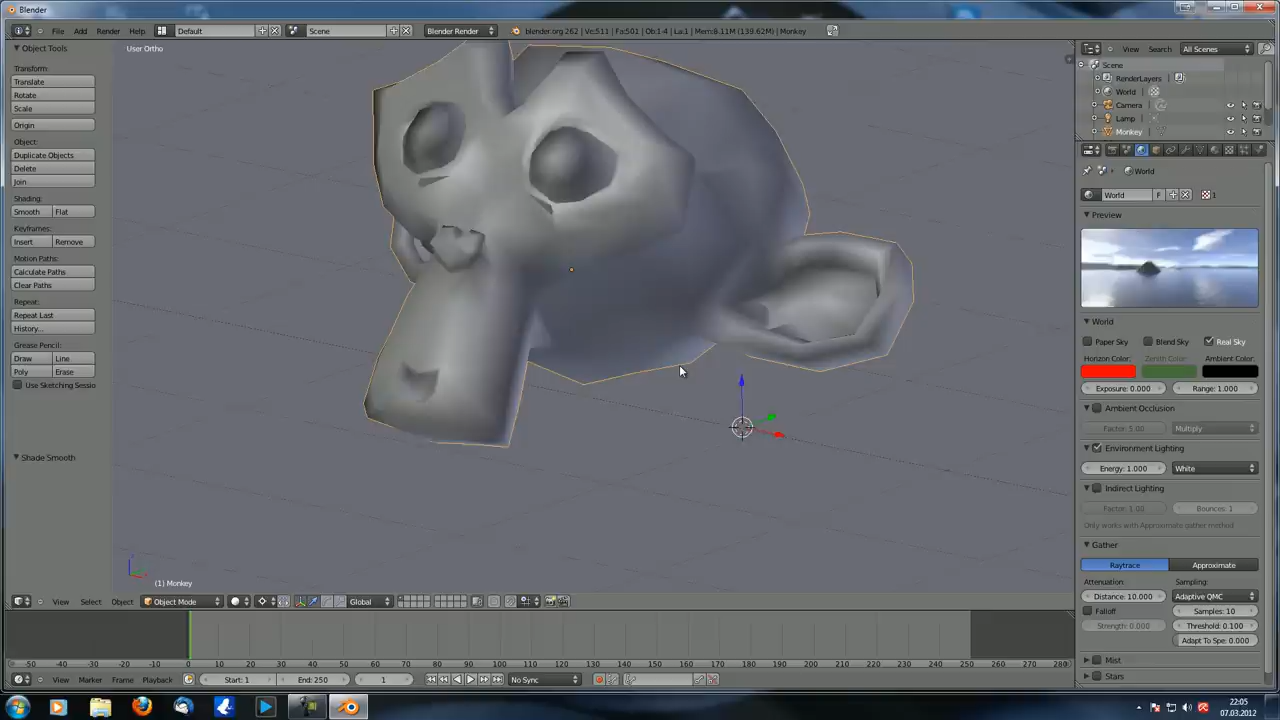 Blender
File Add Render Help
Default
Scene
Blender Render
blender.org 262 | Ve:511 | Fa:501 | Ob:1-4 | La:1 | Mem:8.11M (139.62M) | Monkey
Object Tools
Transform:
Translate
Rotate
Scale
Origin
Object:
Duplicate Objects
Delete
Join
Shading:
Smooth Flat
Keyframes:
Insert Remove
Motion Paths:
Calculate Paths
Clear Paths
Repeat:
Repeat Last
History...
Grease Pencil:
Draw Line
Poly Erase
Use Sketching Sessio
Shade Smooth
User Ortho
(1) Monkey
View Select Object
Object Mode
Global
View Search
All Scenes
Scene
RenderLayers
World
Camera
Lamp
Monkey
World
World
F
1
Preview
World
Paper Sky Blend Sky Real Sky
Horizon Color: Zenith Color: Ambient Color:
Exposure: 0.000 Range: 1.000
Ambient Occlusion
Factor: 5.00 Multiply
Environment Lighting
Energy: 1.000 White
Indirect Lighting
Factor: 1.00 Bounces: 1
Only works with Approximate gather method
Gather
Raytrace Approximate
Attenuation: Sampling:
Distance: 10.000 Adaptive QMC
Falloff Samples: 10
Strength: 0.000 Threshold: 0.100
Adapt To Spe: 0.000
Mist
Stars
-50 -40 -30 -20 -10 0 10 20 30 40 50 60 70 80 90 100 110 120 130 140 150 160 170 180 190 200 210 220 230 240 250 260 270 280
View Marker Frame Playback
Start: 1
End: 250
1
No Sync
22:05
07.03.2012